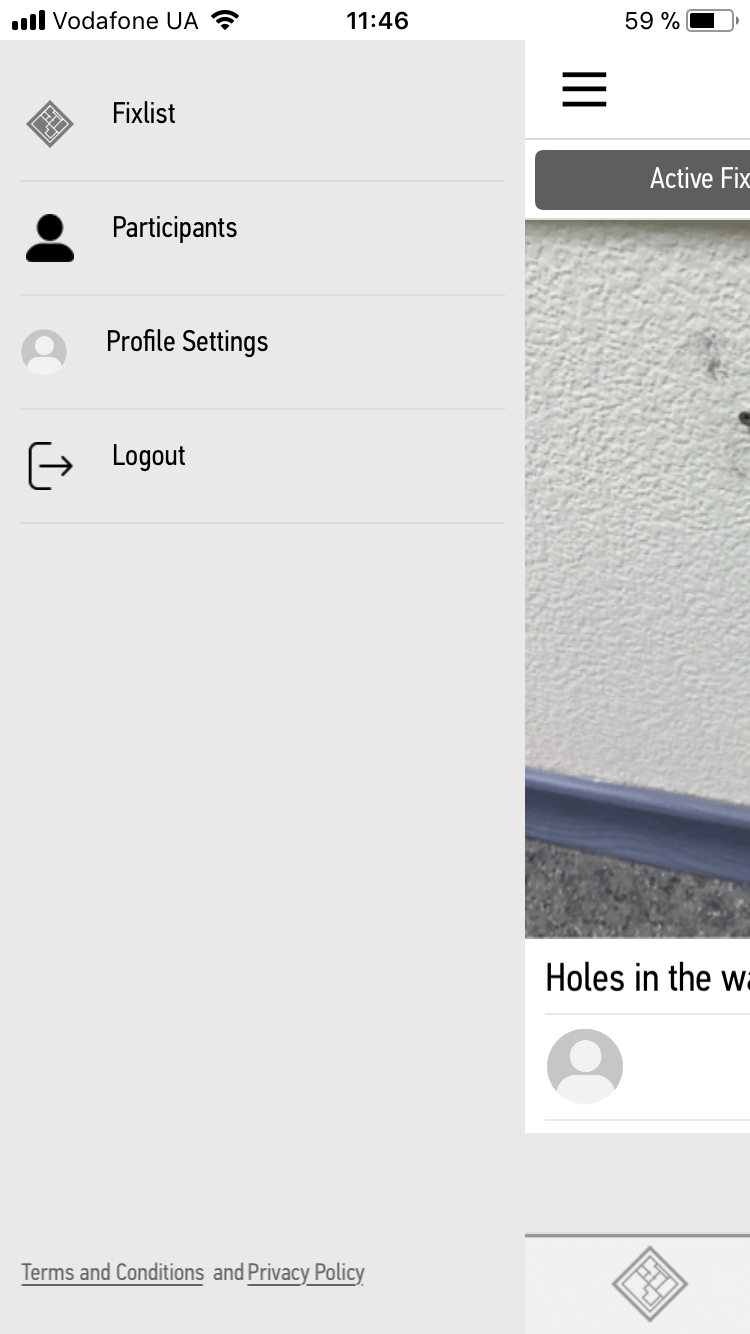 Vodafone UA 11:46 59 %
Fixlist
Participants
Profile Settings
Logout
Active Fix
Holes in the wa
Terms and Conditions and Privacy Policy